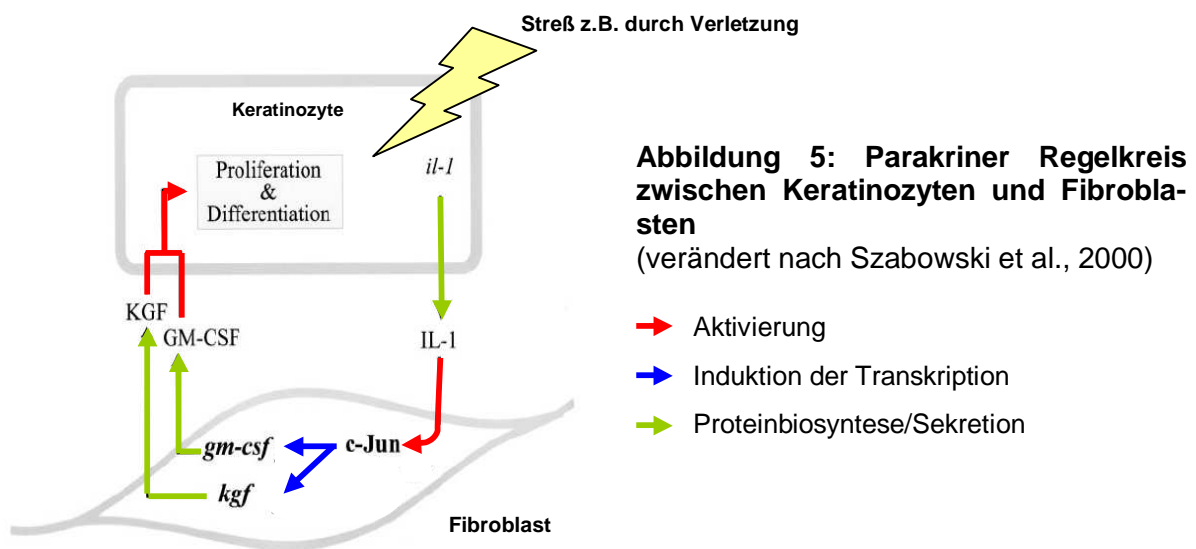 Streß z.B. durch Verletzung
Keratinozyte
Proliferation
&
Differentiation
il-1
KGF
GM-CSF
IL-1
gm-csf
c-Jun
kgf
Fibroblast
Abbildung 5: Parakriner Regelkreis
zwischen Keratinozyten und Fibrobla-
sten
(verändert nach Szabowski et al., 2000)
Aktivierung
Induktion der Transkription
Proteinbiosyntese/Sekretion